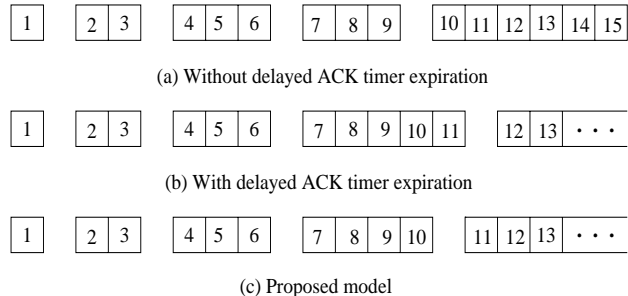 1 2 3 4 5 6 7 8 9 10 11 12 13 14 15
(a) Without delayed ACK timer expiration
1 2 3 4 5 6 7 8 9 10 11 12 13 · · ·
(b) With delayed ACK timer expiration
1 2 3 4 5 6 7 8 9 10 11 12 13 · · ·
(c) Proposed model